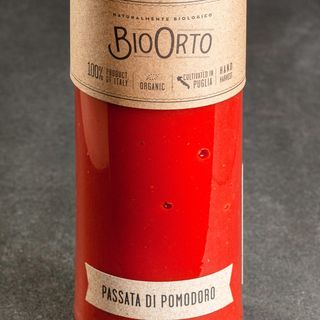 NATURALMENTE BIOLOGICO
BIOORTO
100% PRODUCT OF ITALY
ORGANIC
CULTIVATED IN PUGLIA
HAND HARVEST
PASSATA DI POMODORO